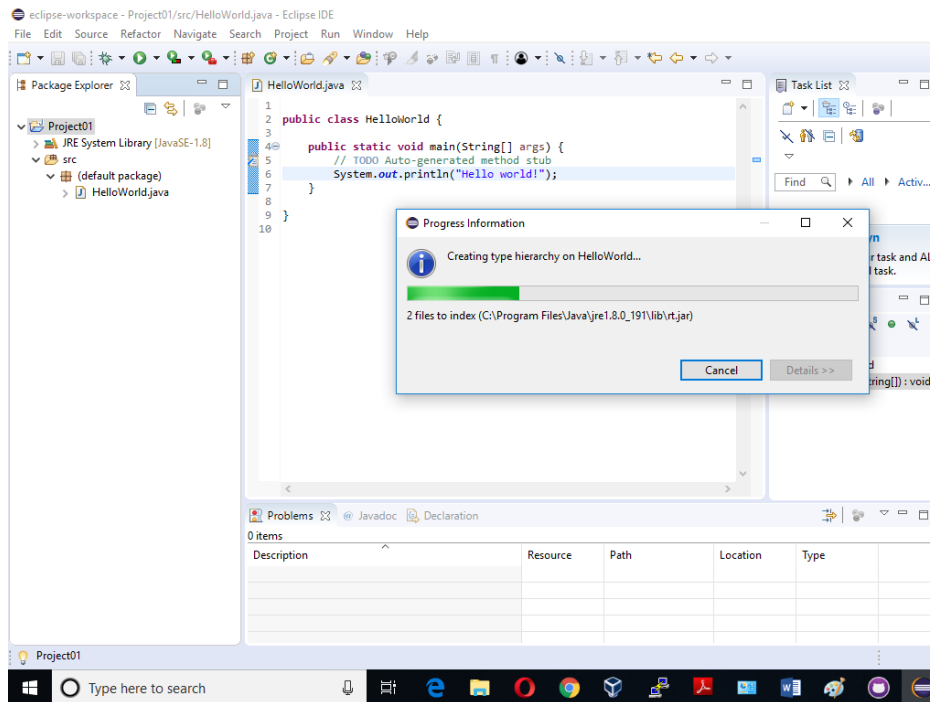 eclipse-workspace - Project01/src/HelloWorld.java - Eclipse IDE
File Edit Source Refactor Navigate Search Project Run Window Help
Package Explorer
Project01
JRE System Library [JavaSE-1.8]
src
(default package)
HelloWorld.java
HelloWorld.java
1
2 public class HelloWorld {
3
4 public static void main(String[] args) {
5 // TODO Auto-generated method stub
6 System.out.println("Hello world!");
7 }
8
9 }
10
Task List
Find All Activ...
yn
r task and AL
l task.
d
tring[]) : void
Progress Information
Creating type hierarchy on HelloWorld...
2 files to index (C:\Program Files\Java\jre1.8.0_191\lib\rt.jar)
Cancel Details >>
Problems @ Javadoc Declaration
0 items
Description Resource Path Location Type
Project01
Type here to search